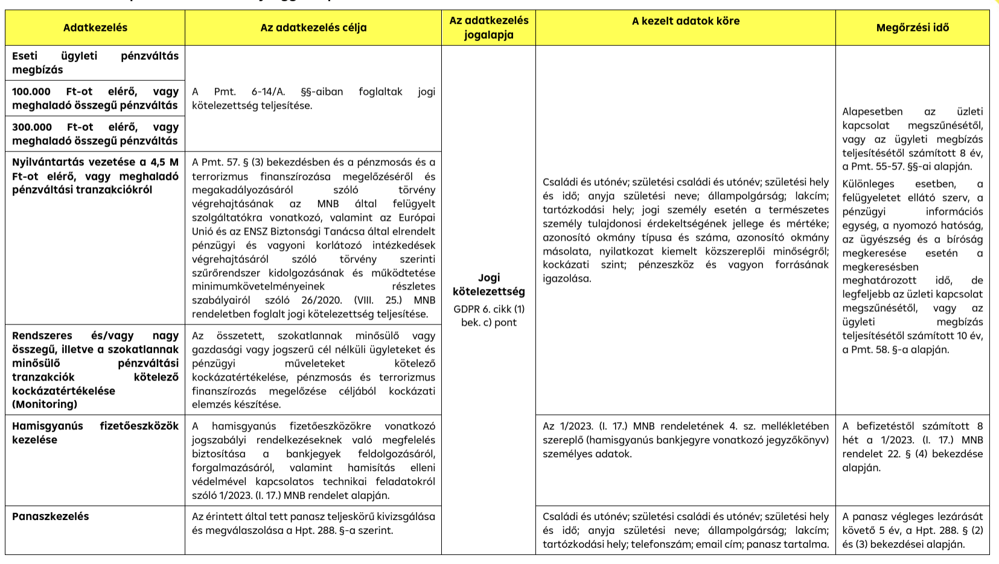 Adatkezelés
Az adatkezelés célja
Az adatkezelés
jogalapja
A kezelt adatok köre
Megőrzési idő
Eseti ügyleti pénzváltás
megbízás
100.000 Ft-ot elérő, vagy
meghaladó összegű pénzváltás
300.000 Ft-ot elérő, vagy
meghaladó összegű pénzváltás
A Pmt. 6-14/A. §§-aiban foglaltak jogi
kötelezettség teljesítése.
Nyilvántartás vezetése a 4,5 M
Ft-ot elérő, vagy meghaladó
pénzváltási tranzakciókról
A Pmt. 57. § (3) bekezdésben és a pénzmosás és a
terrorizmus finanszírozása megelőzéséről és
megakadályozásáról szóló törvény
végrehajtásának az MNB által felügyelt
szolgáltatókra vonatkozó, valamint az Európai
Unió és az ENSZ Biztonsági Tanácsa által elrendelt
pénzügyi és vagyoni korlátozó intézkedések
végrehajtásáról szóló törvény szerinti
szűrőrendszer kidolgozásának és működtetése
minimumkövetelményeinek részletes
szabályairól szóló 26/2020. (VIII. 25.) MNB
rendeletben foglalt jogi kötelezettség teljesítése.
Rendszeres és/vagy nagy
összegű, illetve a szokatlannak
minősülő pénzváltási
tranzakciók kötelező
kockázatértékelése
(Monitoring)
Az összetett, szokatlannak minősülő vagy
gazdasági vagy jogszerű cél nélküli ügyleteket és
pénzügyi műveleteket kötelező
kockázatértékelése, pénzmosás és terrorizmus
finanszírozás megelőzése céljából kockázati
elemzés készítése.
Hamisgyanús fizetőeszközök
kezelése
A hamisgyanús fizetőeszközökre vonatkozó
jogszabályi rendelkezéseknek való megfelelés
biztosítása a bankjegyek feldolgozásáról,
forgalmazásáról, valamint hamisítás elleni
védelmével kapcsolatos technikai feladatokról
szóló 1/2023. (I. 17.) MNB rendelet alapján.
Panaszkezelés
Az érintett által tett panasz teljeskörű kivizsgálása
és megválaszolása a Hpt. 288. §-a szerint.
Jogi
kötelezettség
GDPR 6. cikk (1)
bek. c) pont
Családi és utónév; születési családi és utónév; születési hely
és idő; anyja születési neve; állampolgárság; lakcím;
tartózkodási hely; jogi személy esetén a természetes
személy tulajdonosi érdekeltségének jellege és mértéke;
azonosító okmány típusa és száma, azonosító okmány
másolata, nyilatkozat kiemelt közszereplői minőségről;
kockázati szint; pénzeszköz és vagyon forrásának
igazolása.
Az 1/2023. (I. 17.) MNB rendeletének 4. sz. mellékletében
szereplő (hamisgyanús bankjegyre vonatkozó jegyzőkönyv)
személyes adatok.
Családi és utónév; születési családi és utónév; születési hely
és idő; anyja születési neve; állampolgárság; lakcím;
tartózkodási hely; telefonszám; email cím; panasz tartalma.
Alapesetben az üzleti
kapcsolat megszűnésétől,
vagy az ügyleti megbízás
teljesítésétől számított 8 év,
a Pmt. 55-57. §§-ai alapján.
Különleges esetben, a
felügyeletet ellátó szerv, a
pénzügyi információs
egység, a nyomozó hatóság,
az ügyészség és a bíróság
megkeresése esetén a
megkeresésben
meghatározott idő, de
legfeljebb az üzleti kapcsolat
megszűnésétől, vagy az
ügyleti megbízás
teljesítésétől számított 10 év,
a Pmt. 58. §-a alapján.
A befizetéstől számított 8
hét a 1/2023. (I. 17.) MNB
rendelet 22. § (4) bekezdése
alapján.
A panasz végleges lezárását
követő 5 év, a Hpt. 288. § (2)
és (3) bekezdései alapján.